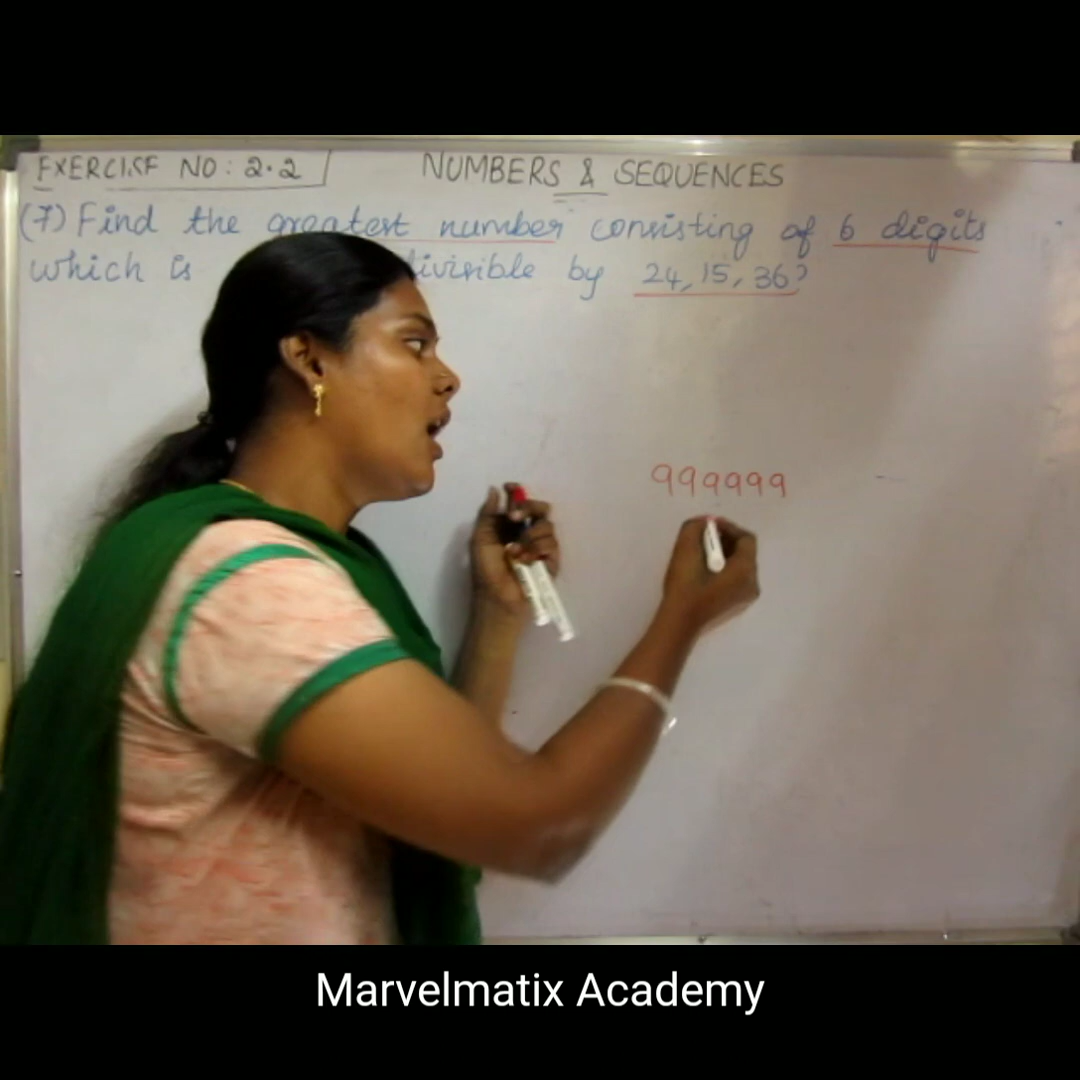 EXERCISE NO: 2.2
NUMBERS & SEQUENCES
(7) Find the greatest number consisting of 6 digits
which is divisible by 24, 15, 36?
999999
Marvelmatix Academy